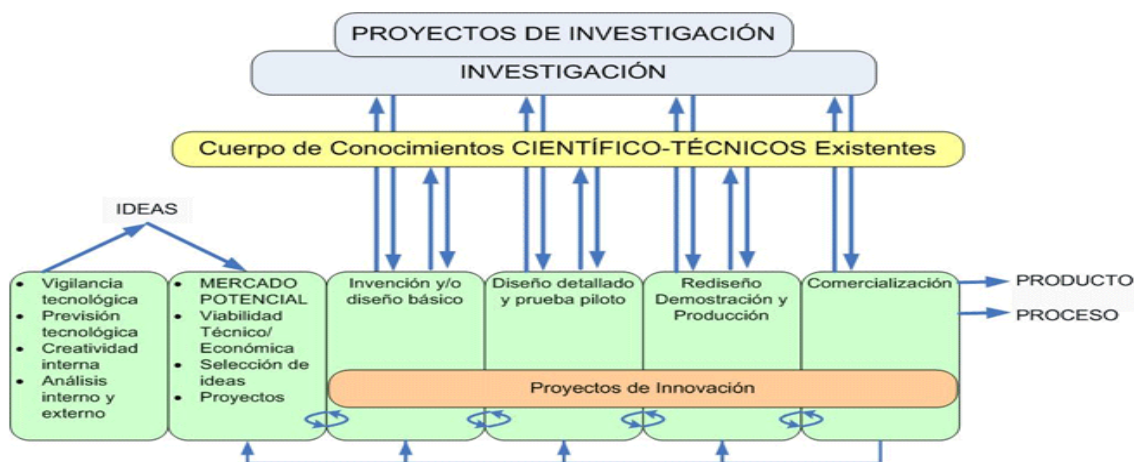 PROYECTOS DE INVESTIGACIÓN
INVESTIGACIÓN
Cuerpo de Conocimientos CIENTÍFICO-TÉCNICOS Existentes
IDEAS
• Vigilancia
tecnológica
• Previsión
tecnológica
• Creatividad
interna
• Análisis
interno y
externo
• MERCADO
POTENCIAL
• Viabilidad
Técnico/
Económica
• Selección de
ideas
• Proyectos
Invención y/o
diseño básico
Diseño detallado
y prueba piloto
Rediseño
Demostración y
Producción
Comercialización
PRODUCTO
PROCESO
Proyectos de Innovación